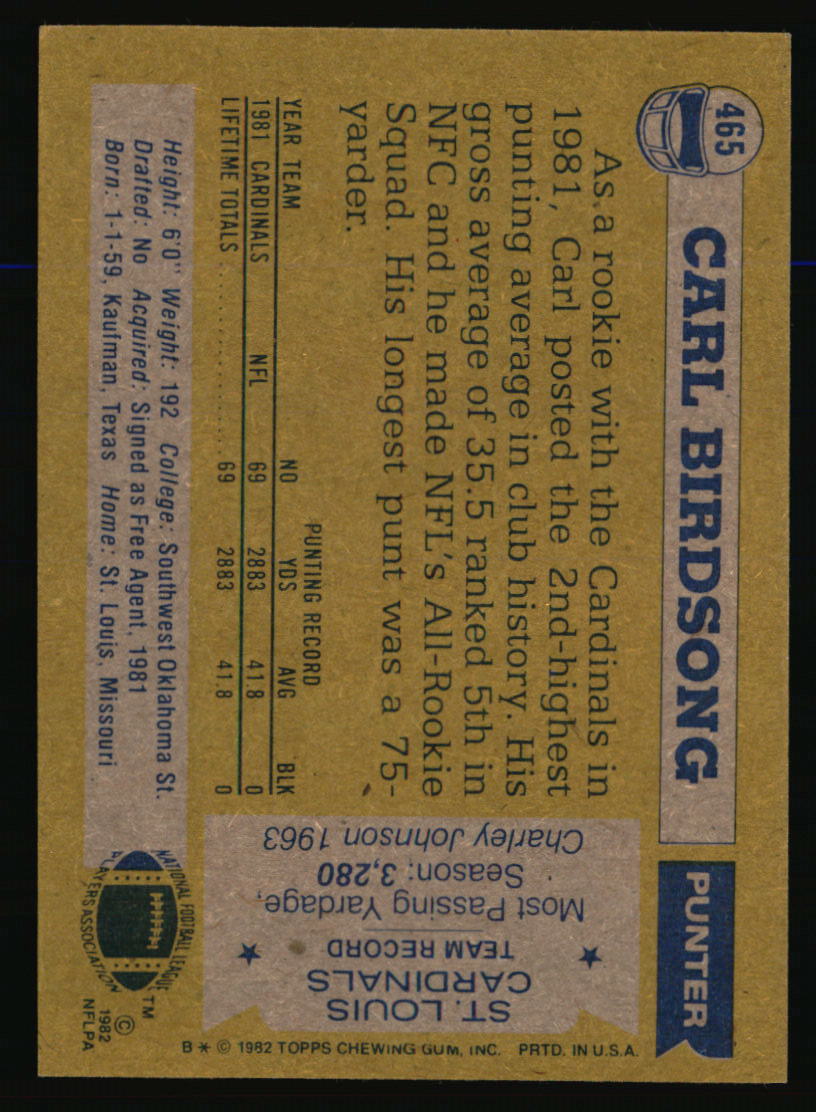 465
CARL BIRDSONG
PUNTER
As a rookie with the Cardinals in
1981, Carl posted the 2nd-highest
punting average in club history. His
gross average of 35.5 ranked 5th in
NFC and he made NFL's All-Rookie
Squad. His longest punt was a 75-
yarder.
PUNTING RECORD
YEAR TEAM NO YDS AVG BLK
1981 CARDINALS NFL 69 2883 41.8 0
LIFETIME TOTALS . . . . . . . . . . . . . . . . 69 2883 41.8 0
Height: 6'0" Weight: 192 College: Southwest Oklahoma St.
Drafted: No Acquired: Signed as Free Agent, 1981
Born: 1-1-59, Kaufman, Texas Home: St. Louis, Missouri
ST. LOUIS
CARDINALS
TEAM RECORD
Most Passing Yardage,
Season: 3,280
Charley Johnson 1963
NATIONAL FOOTBALL LEAGUE
PLAYERS ASSOCIATION
TM
©
1982
NFLPA
B * © 1982 TOPPS CHEWING GUM, INC. PRTD. IN U.S.A.